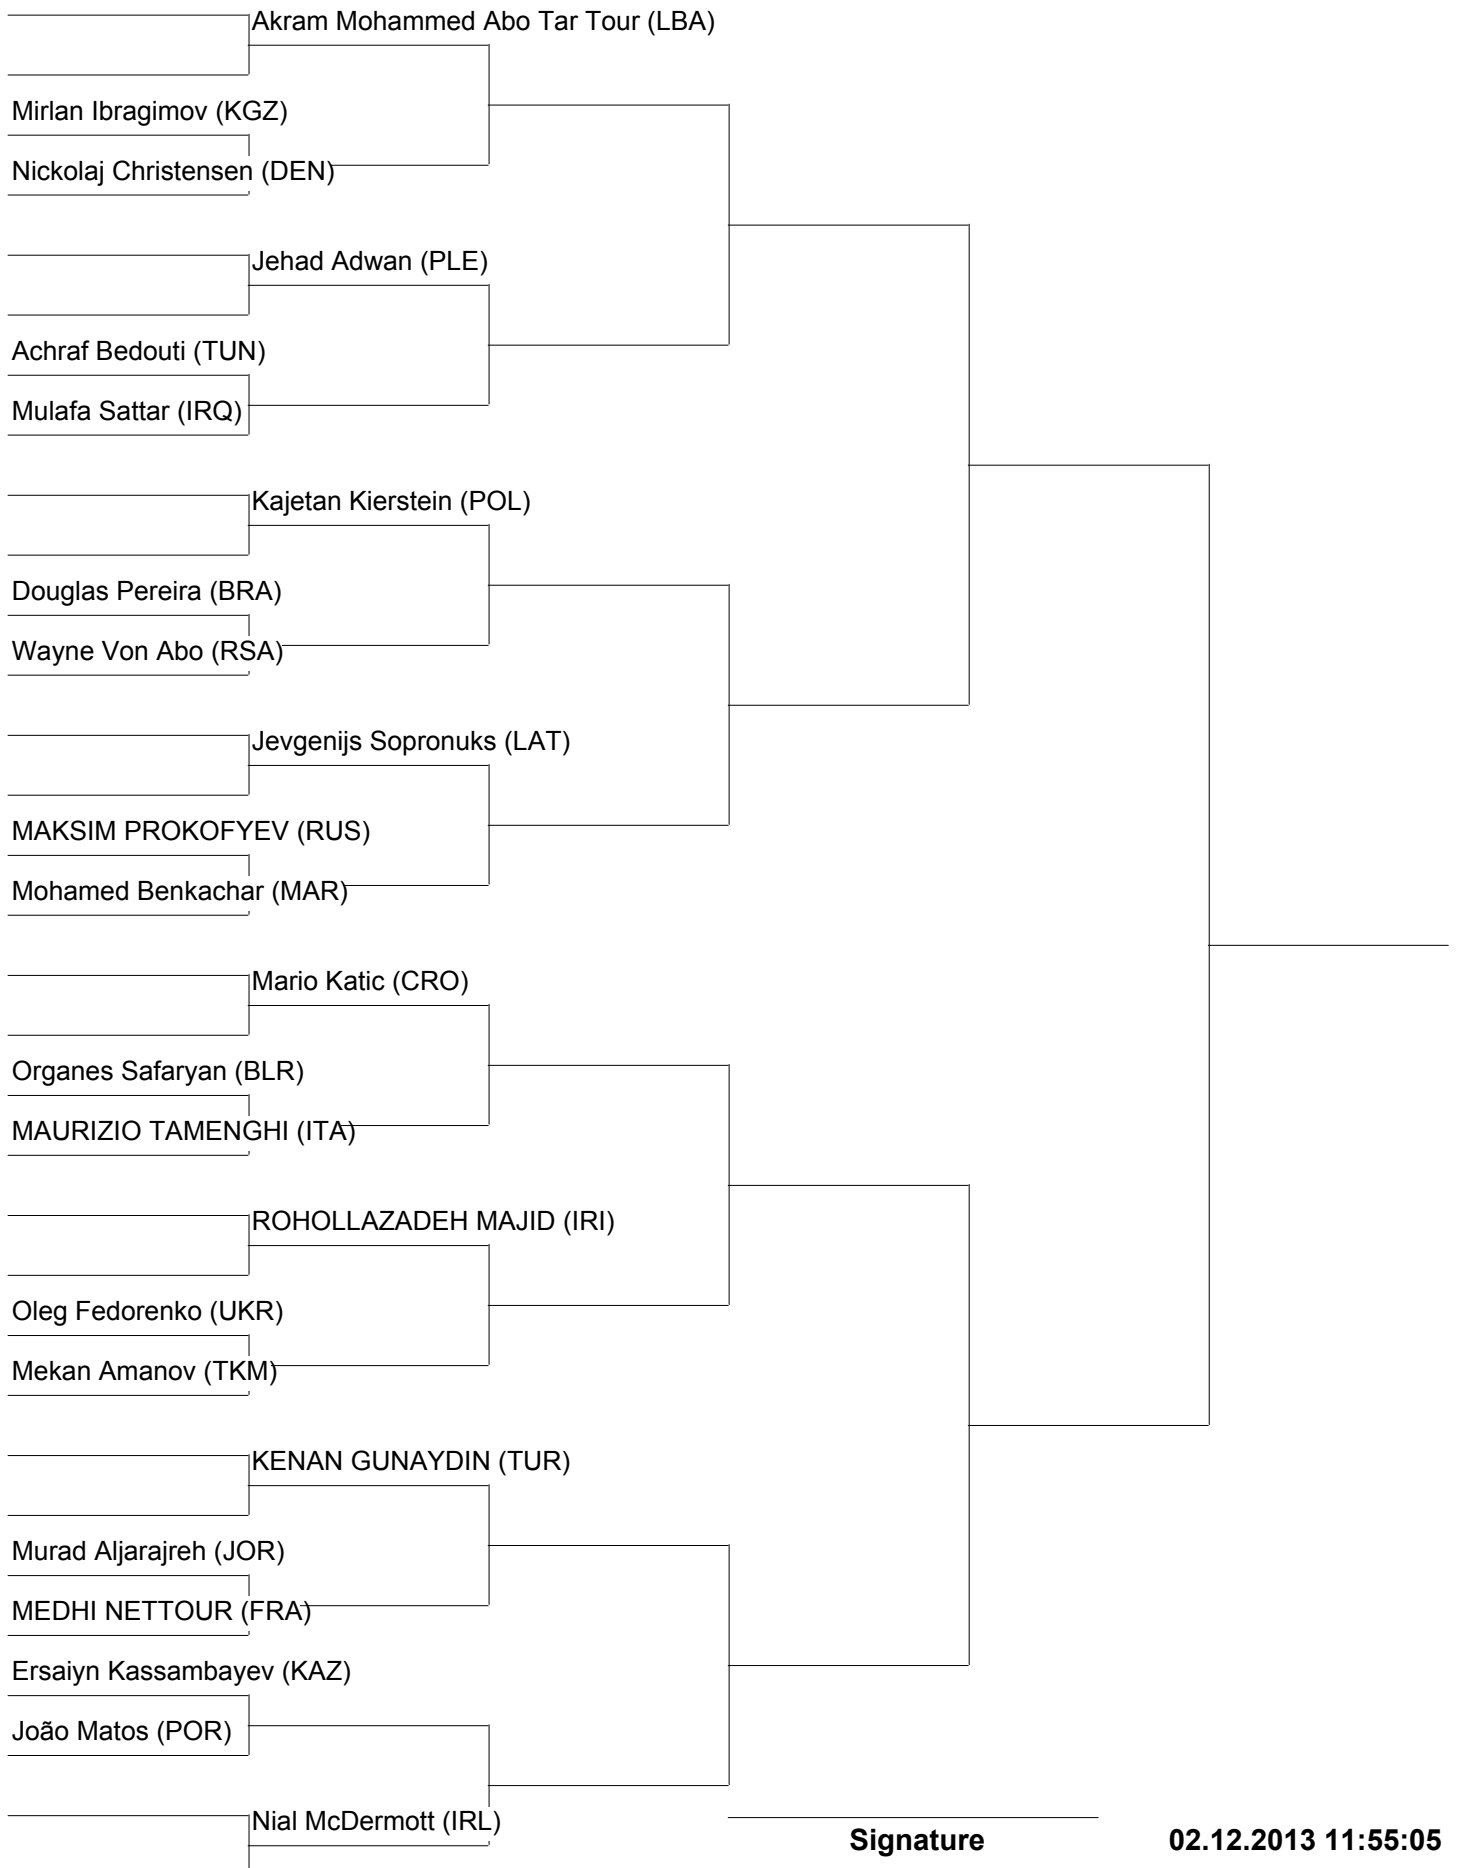 Akram Mohammed Abo Tar Tour (LBA)
Mirlan Ibragimov (KGZ)
Nickolaj Christensen (DEN)
Jehad Adwan (PLE)
Achraf Bedouti (TUN)
Mulafa Sattar (IRQ)
Kajetan Kierstein (POL)
Douglas Pereira (BRA)
Wayne Von Abo (RSA)
Jevgenijs Sopronuks (LAT)
MAKSIM PROKOFYEV (RUS)
Mohamed Benkachar (MAR)
Mario Katic (CRO)
Organes Safaryan (BLR)
MAURIZIO TAMENGHI (ITA)
ROHOLLAZADEH MAJID (IRI)
Oleg Fedorenko (UKR)
Mekan Amanov (TKM)
KENAN GUNAYDIN (TUR)
Murad Aljarajreh (JOR)
MEDHI NETTOUR (FRA)
Ersaiyn Kassambayev (KAZ)
João Matos (POR)
Nial McDermott (IRL)
Signature 02.12.2013 11:55:05